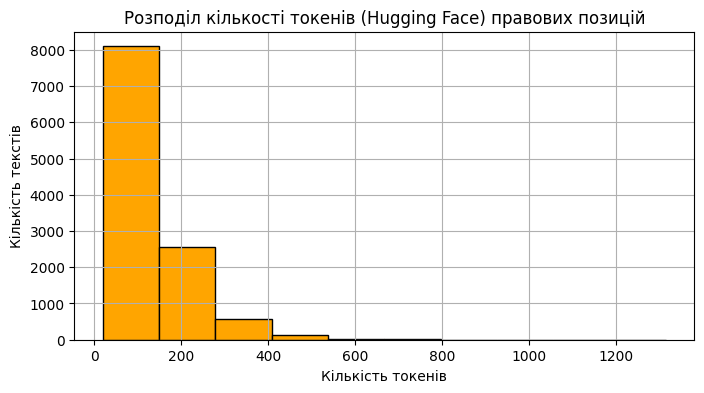 Розподіл кількості токенів (Hugging Face) правових позицій
Кількість текстів
8000
7000
6000
5000
4000
3000
2000
1000
0
0 200 400 600 800 1000 1200
Кількість токенів